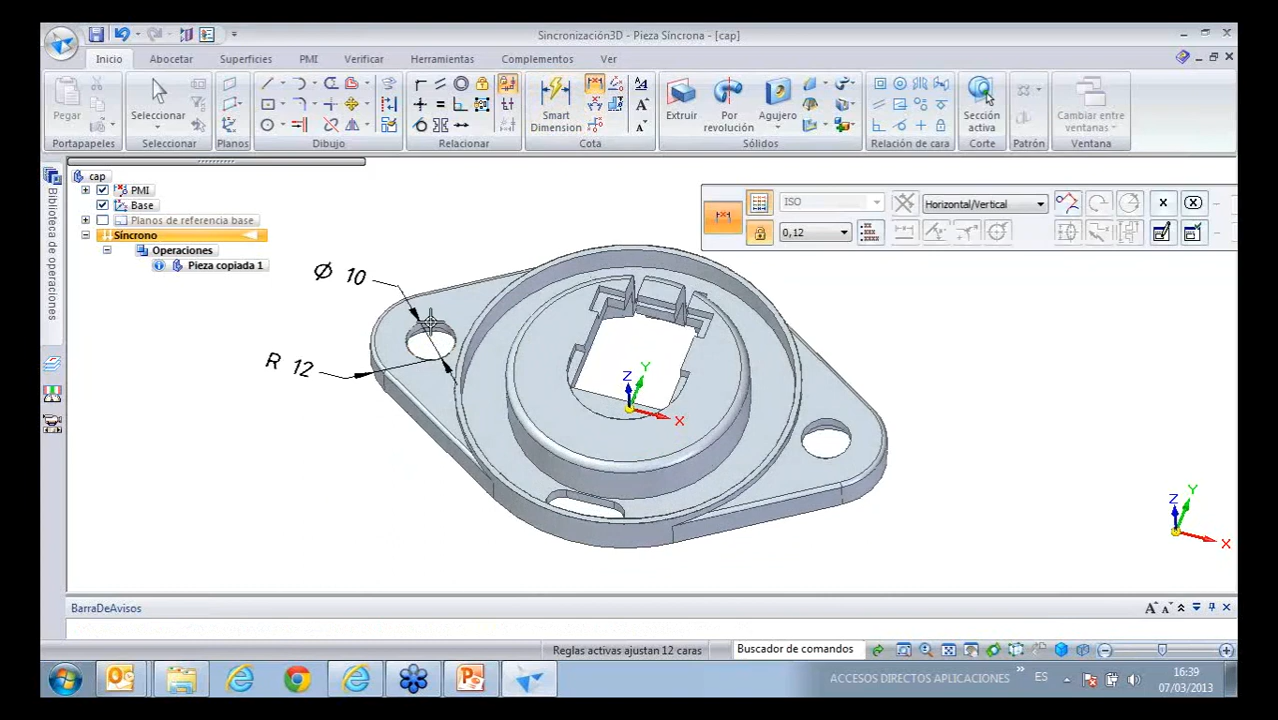 Sincronización3D - Pieza Síncrona - [cap]
Inicio Abocetar Superficies PMI Verificar Herramientas Complementos Ver
Pegar Seleccionar Smart Dimension Extruir Por revolución Agujero Sección activa Cambiar entre ventanas
Portapapeles Seleccionar Planos Dibujo Relacionar Cota Sólidos Relación de cara Corte Patrón Ventana
Biblioteca de operaciones
cap
PMI
Base
Planos de referencia base
Síncrono
Operaciones
Pieza copiada 1
ISO Horizontal/Vertical
0,12
Ø 10
R 12
Z Y X
Z Y X
BarraDeAvisos
Reglas activas ajustan 12 caras Buscador de comandos
ACCESOS DIRECTOS APLICACIONES » ES 16:39
07/03/2013